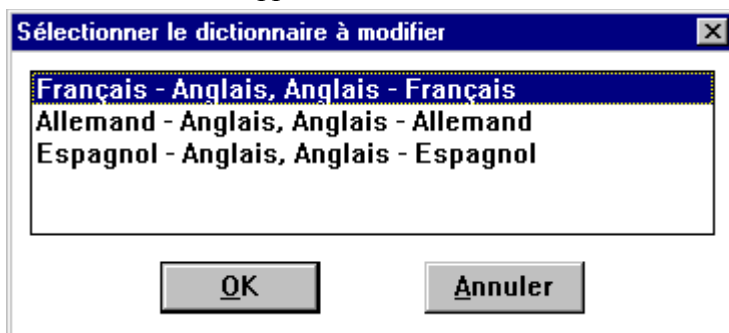 Sélectionner le dictionnaire à modifier
Français - Anglais, Anglais - Français
Allemand - Anglais, Anglais - Allemand
Espagnol - Anglais, Anglais - Espagnol
OK Annuler